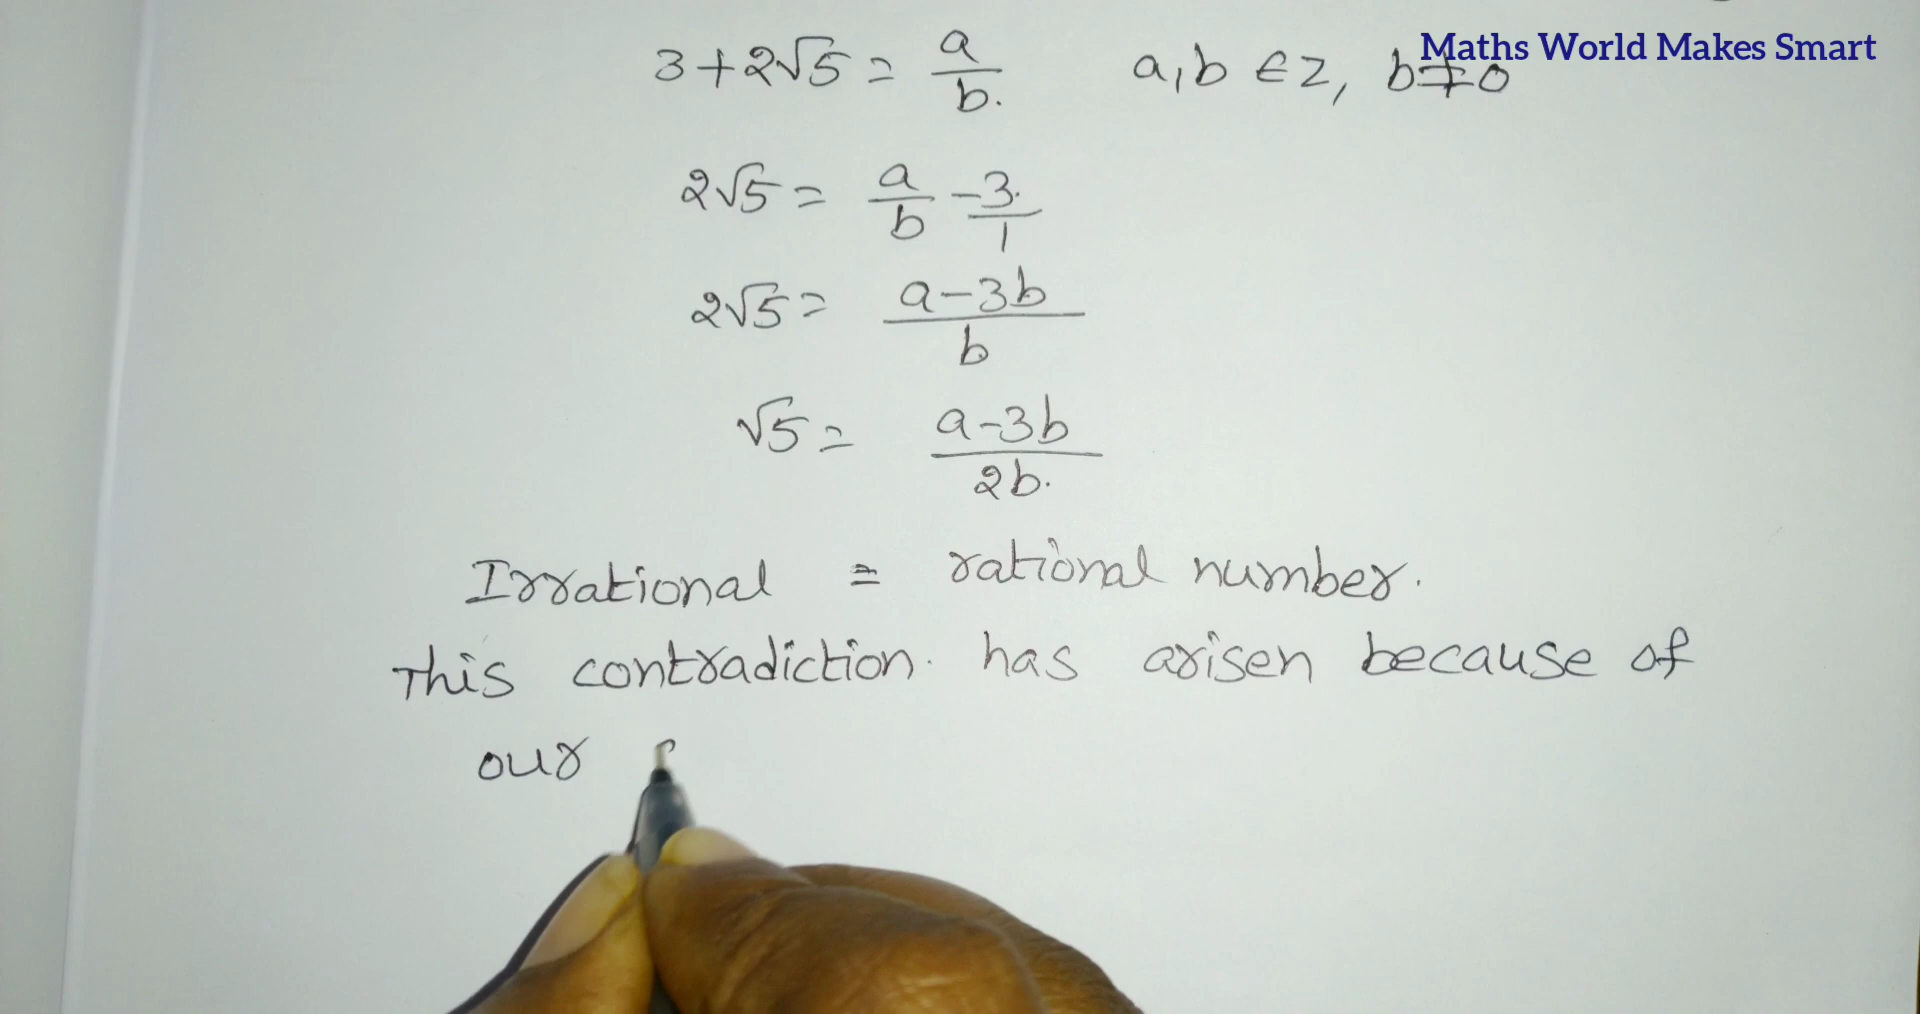 Maths World Makes Smart
3+2√5 = a/b. a,b ∈ Z, b≠0
2√5 = a/b - 3/1
2√5 = a-3b/b
√5 = a-3b/2b.
Irrational = rational number.
This contradiction. has arisen because of
our